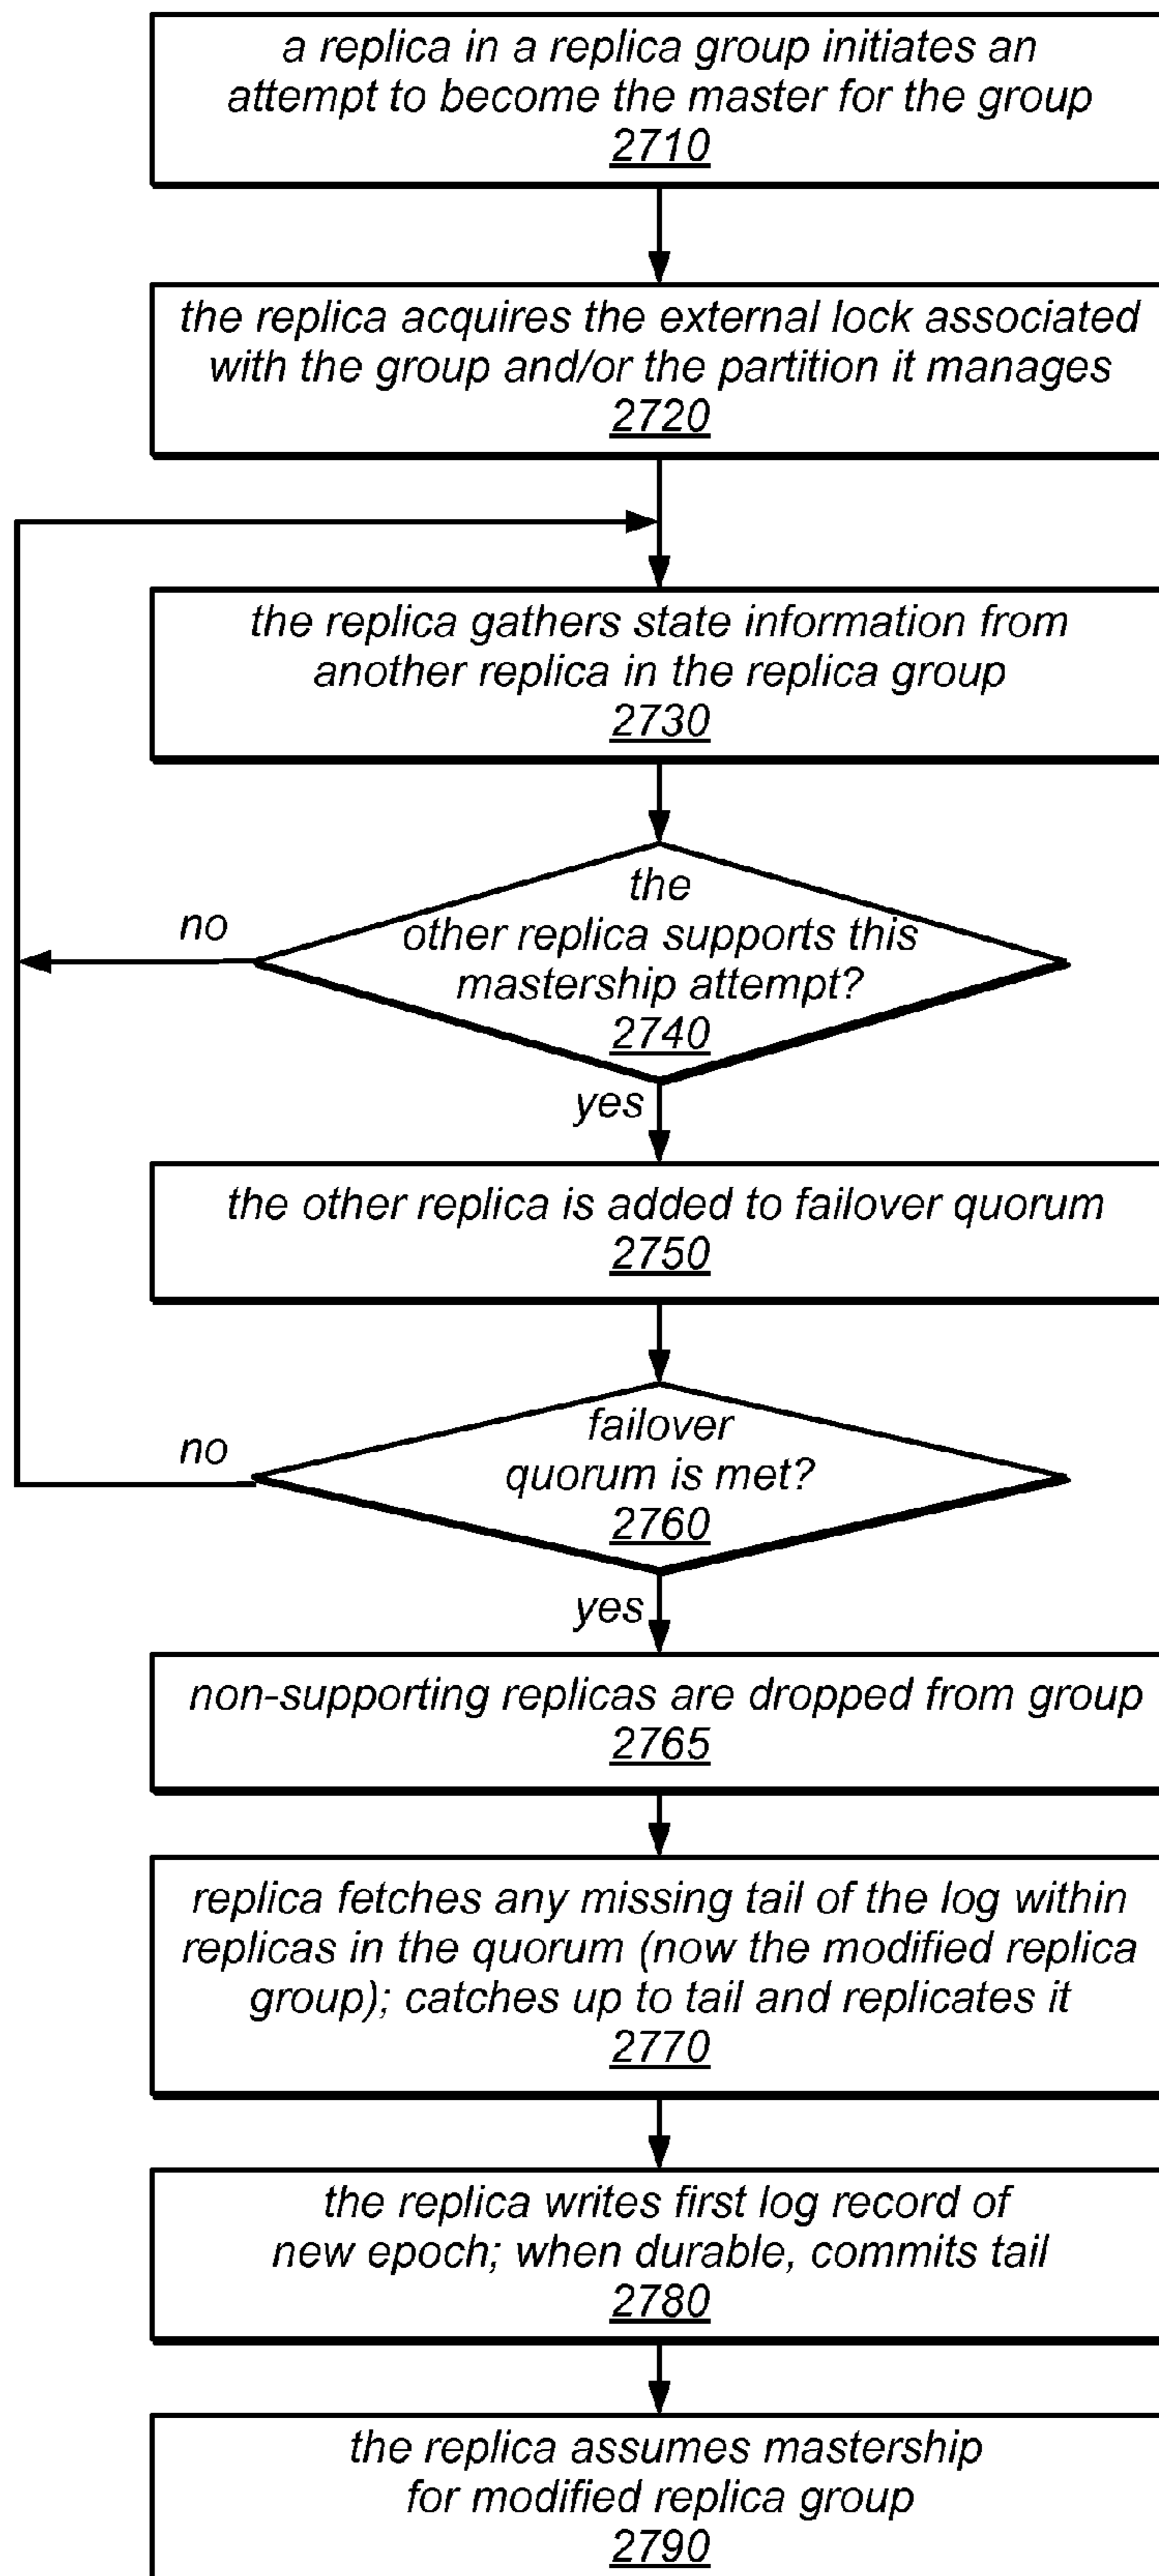 a replica in a replica group initiates an
attempt to become the master for the group
2710
the replica acquires the external lock associated
with the group and/or the partition it manages
2720
the replica gathers state information from
another replica in the replica group
2730
the
other replica supports this
mastership attempt?
2740
no
yes
the other replica is added to failover quorum
2750
failover
quorum is met?
2760
no
yes
non-supporting replicas are dropped from group
2765
replica fetches any missing tail of the log within
replicas in the quorum (now the modified replica
group); catches up to tail and replicates it
2770
the replica writes first log record of
new epoch; when durable, commits tail
2780
the replica assumes mastership
for modified replica group
2790